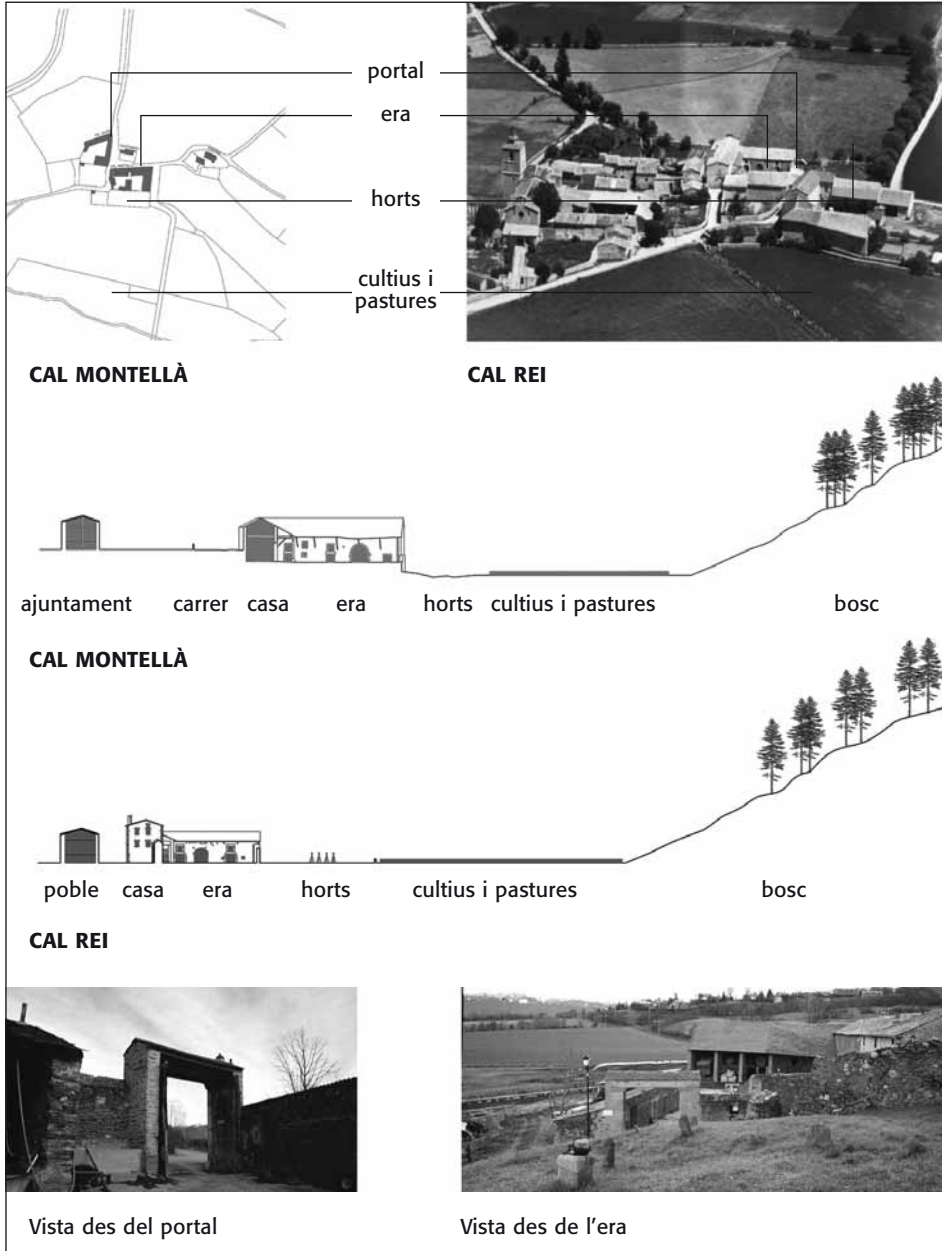 portal
era
horts
cultius i
pastures
CAL MONTELLÀ
CAL REI
ajuntament carrer casa era horts cultius i pastures bosc
CAL MONTELLÀ
poble casa era horts cultius i pastures bosc
CAL REI
Vista des del portal
Vista des de l'era